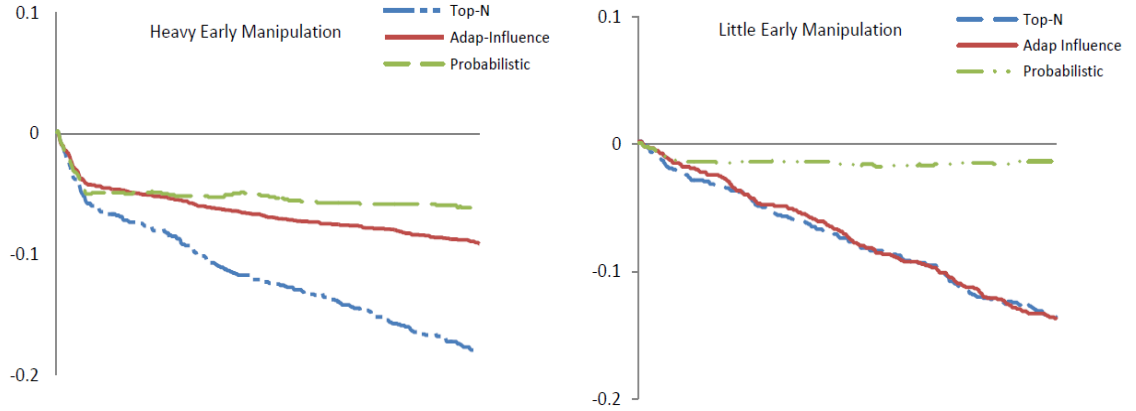 Heavy Early Manipulation
Top-N
Adap-Influence
Probabilistic
0.1
0
-0.1
-0.2
Little Early Manipulation
Top-N
Adap Influence
Probabilistic
0.1
0
-0.1
-0.2